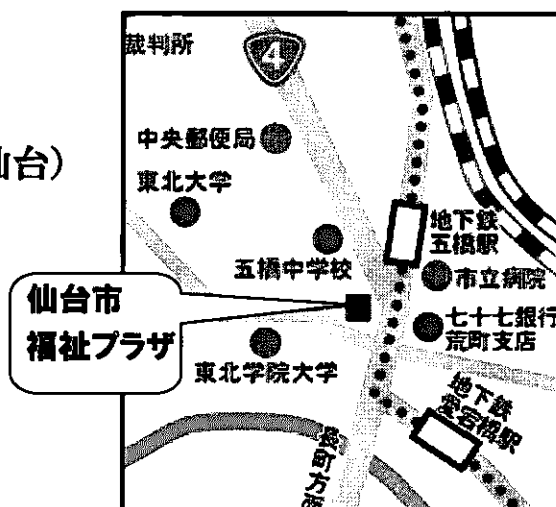 裁判所
4
仙台)
中央郵便局
東北大学
地下鉄
五橋駅
五橋中学校
市立病院
仙台市
福祉プラザ
七十七銀行
荒町支店
東北学院大学
地下鉄
愛宕橋駅